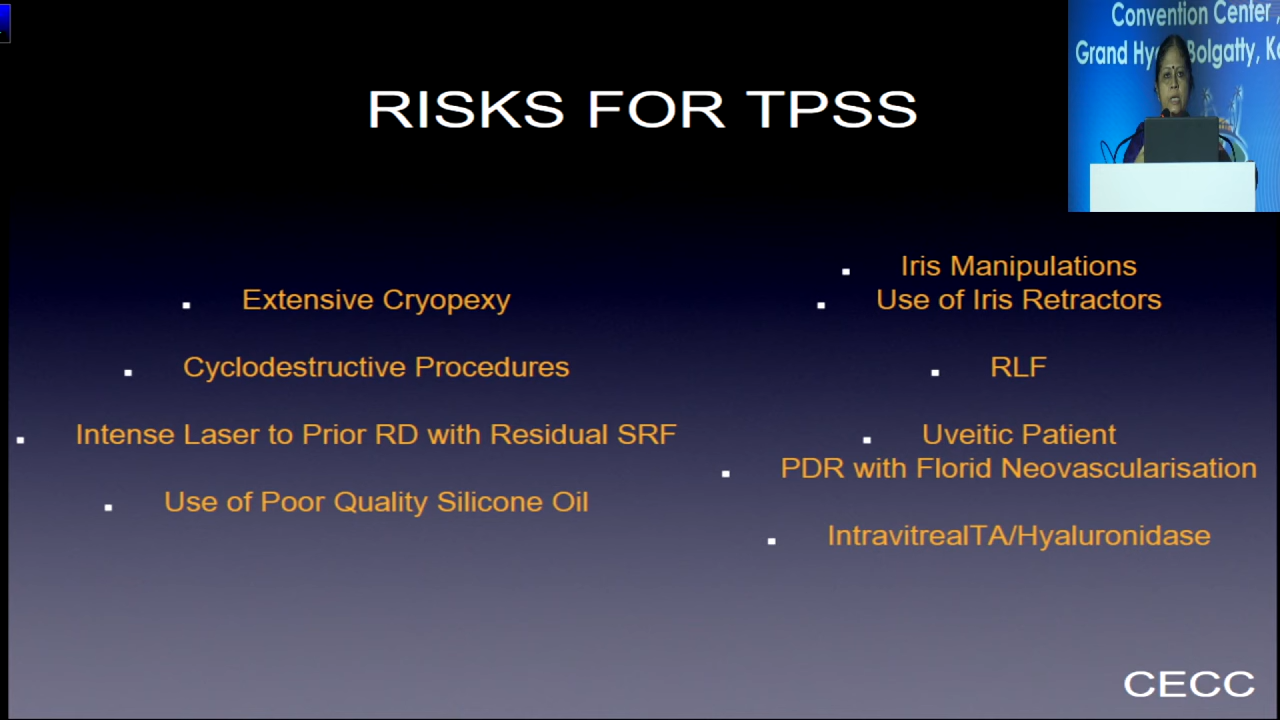 Convention Center ,
Grand Hy Bolgatty,
RISKS FOR TPSS
Extensive Cryopexy
Cyclodestructive Procedures
Intense Laser to Prior RD with Residual SRF
Use of Poor Quality Silicone Oil
Iris Manipulations
Use of Iris Retractors
RLF
Uveitic Patient
PDR with Florid Neovascularisation
IntravitrealTA/Hyaluronidase
CECC